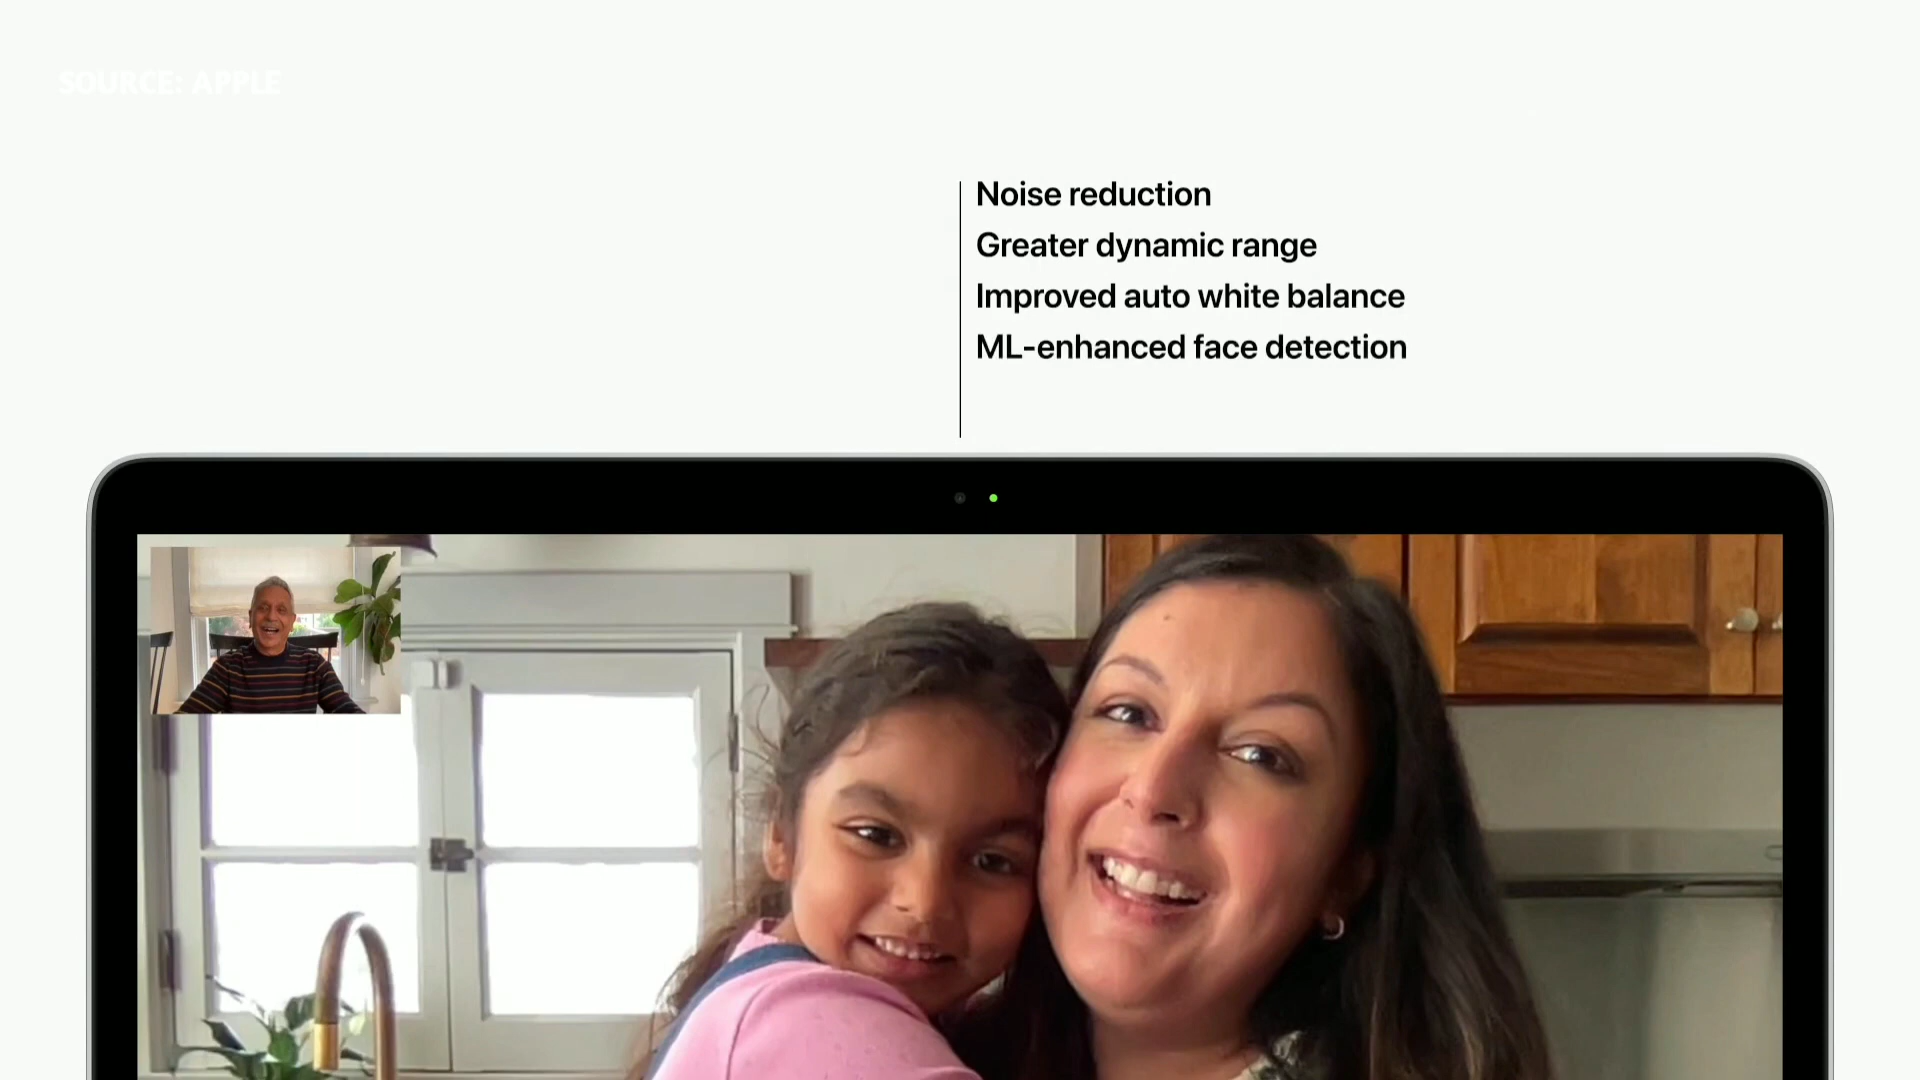 SOURCE: APPLE
Noise reduction
Greater dynamic range
Improved auto white balance
ML-enhanced face detection